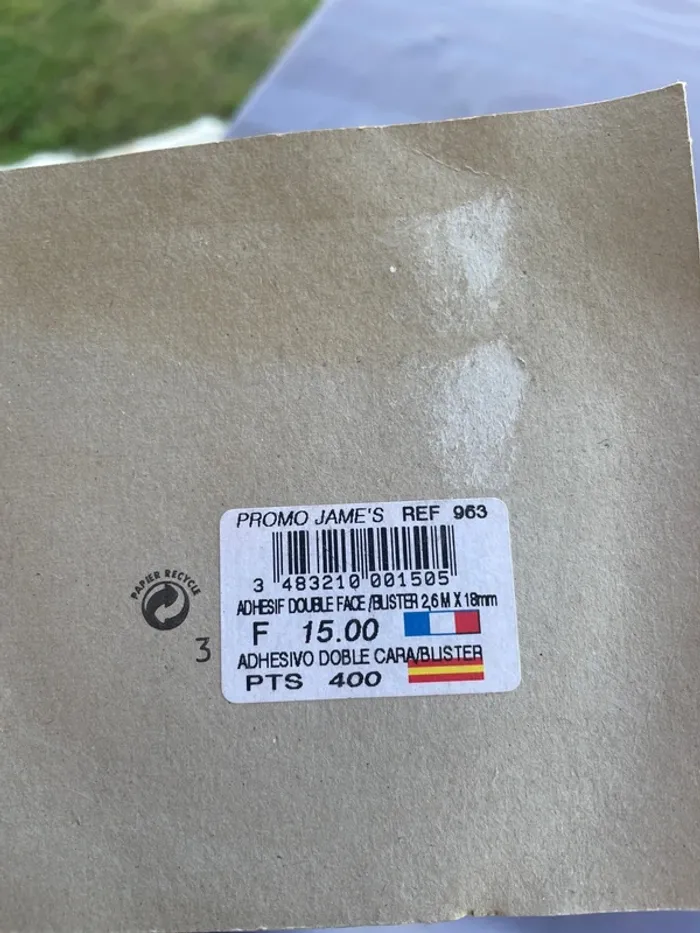 PROMO JAME'S REF 963
3 483210 001505
ADHESIF DOUBLE FACE/BLISTER 2,6 M X 18mm
F 15.00
ADHESIVO DOBLE CARA/BLISTER
PTS 400
PAPIER RECYCLE
3